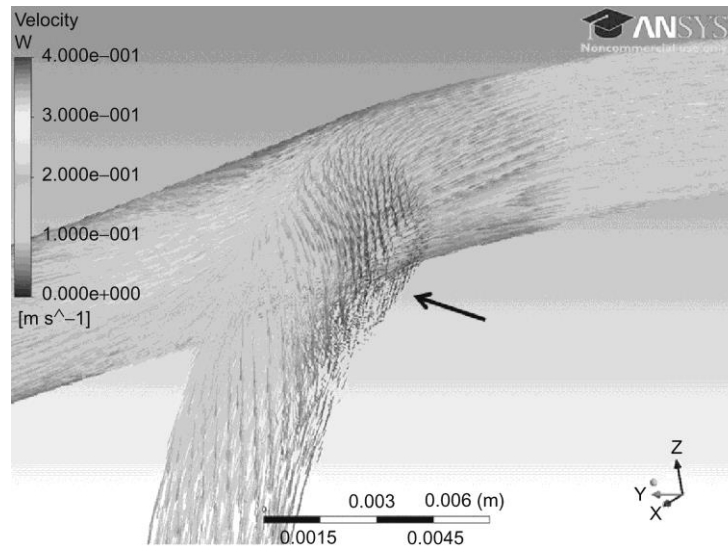 Velocity
W
4.000e−001
3.000e−001
2.000e−001
1.000e−001
0.000e+000
[m s^−1]
ANSYS
Noncommercial use only
Z
Y
X
0
0.003
0.006 (m)
0.0015
0.0045